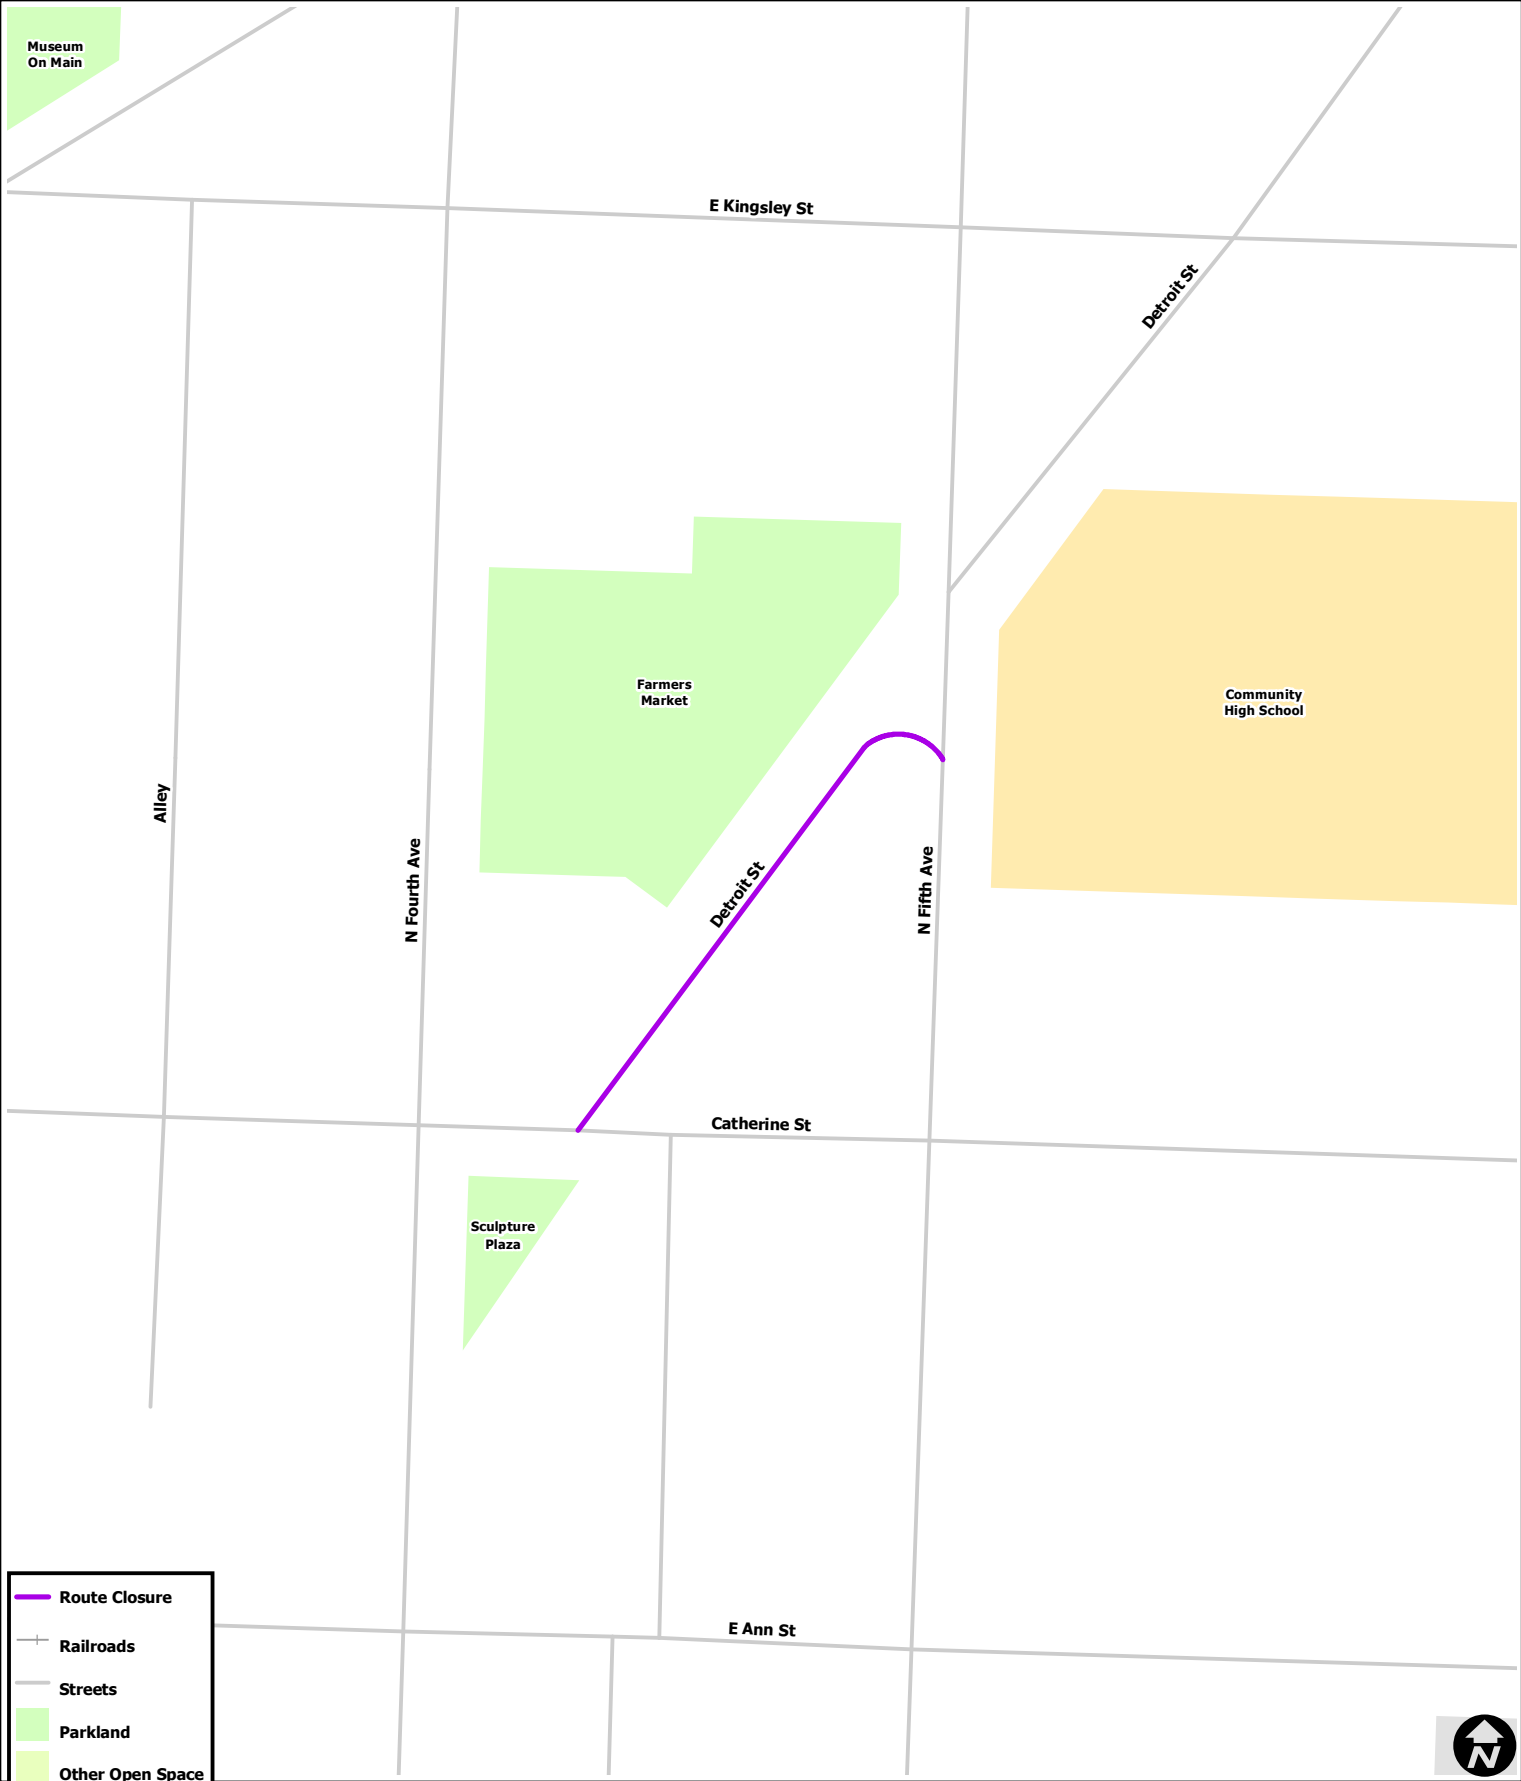 Museum
On Main
E Kingsley St
Detroit St
Farmers
Market
Community
High School
Alley
N Fourth Ave
Detroit St
N Fifth Ave
Catherine St
Sculpture
Plaza
E Ann St
Route Closure
Railroads
Streets
Parkland
Other Open Space
N